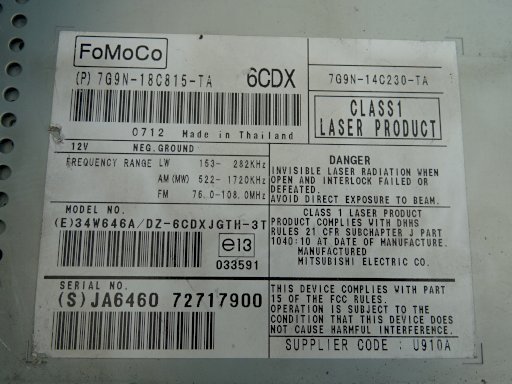 FoMoCo
(P) 7G9N-18C815-TA 6CDX
7G9N-14C230-TA
CLASS1
LASER PRODUCT
0712 Made in Thailand
12V NEG.GROUND
FREQUENCY RANGE LW 153- 282KHz
AM(MW) 522- 1720KHz
FM 76.0-108.0MHz
DANGER
INVISIBLE LASER RADIATION WHEN
OPEN AND INTERLOCK FAILED OR
DEFEATED.
AVOID DIRECT EXPOSURE TO BEAM.
MODEL NO.
(E)34W646A/DZ-6CDXJGTH-3T
e13
033591
CLASS 1 LASER PRODUCT
PRODUCT COMPLIES WITH DHHS
RULES 21 CFR SUBCHAPTER J PART
1040:10 AT DATE OF MANUFACTURE.
MANUFACTURED
MITSUBISHI ELECTRIC CO.
SERIAL NO.
(S)JA6460 72717900
THIS DEVICE COMPLIES WITH PART
15 OF THE FCC RULES.
OPERATION IS SUBJECT TO THE
CONDITION THAT THIS DEVICE DOES
NOT CAUSE HARMFUL INTERFERENCE.
SUPPLIER CODE : U910A